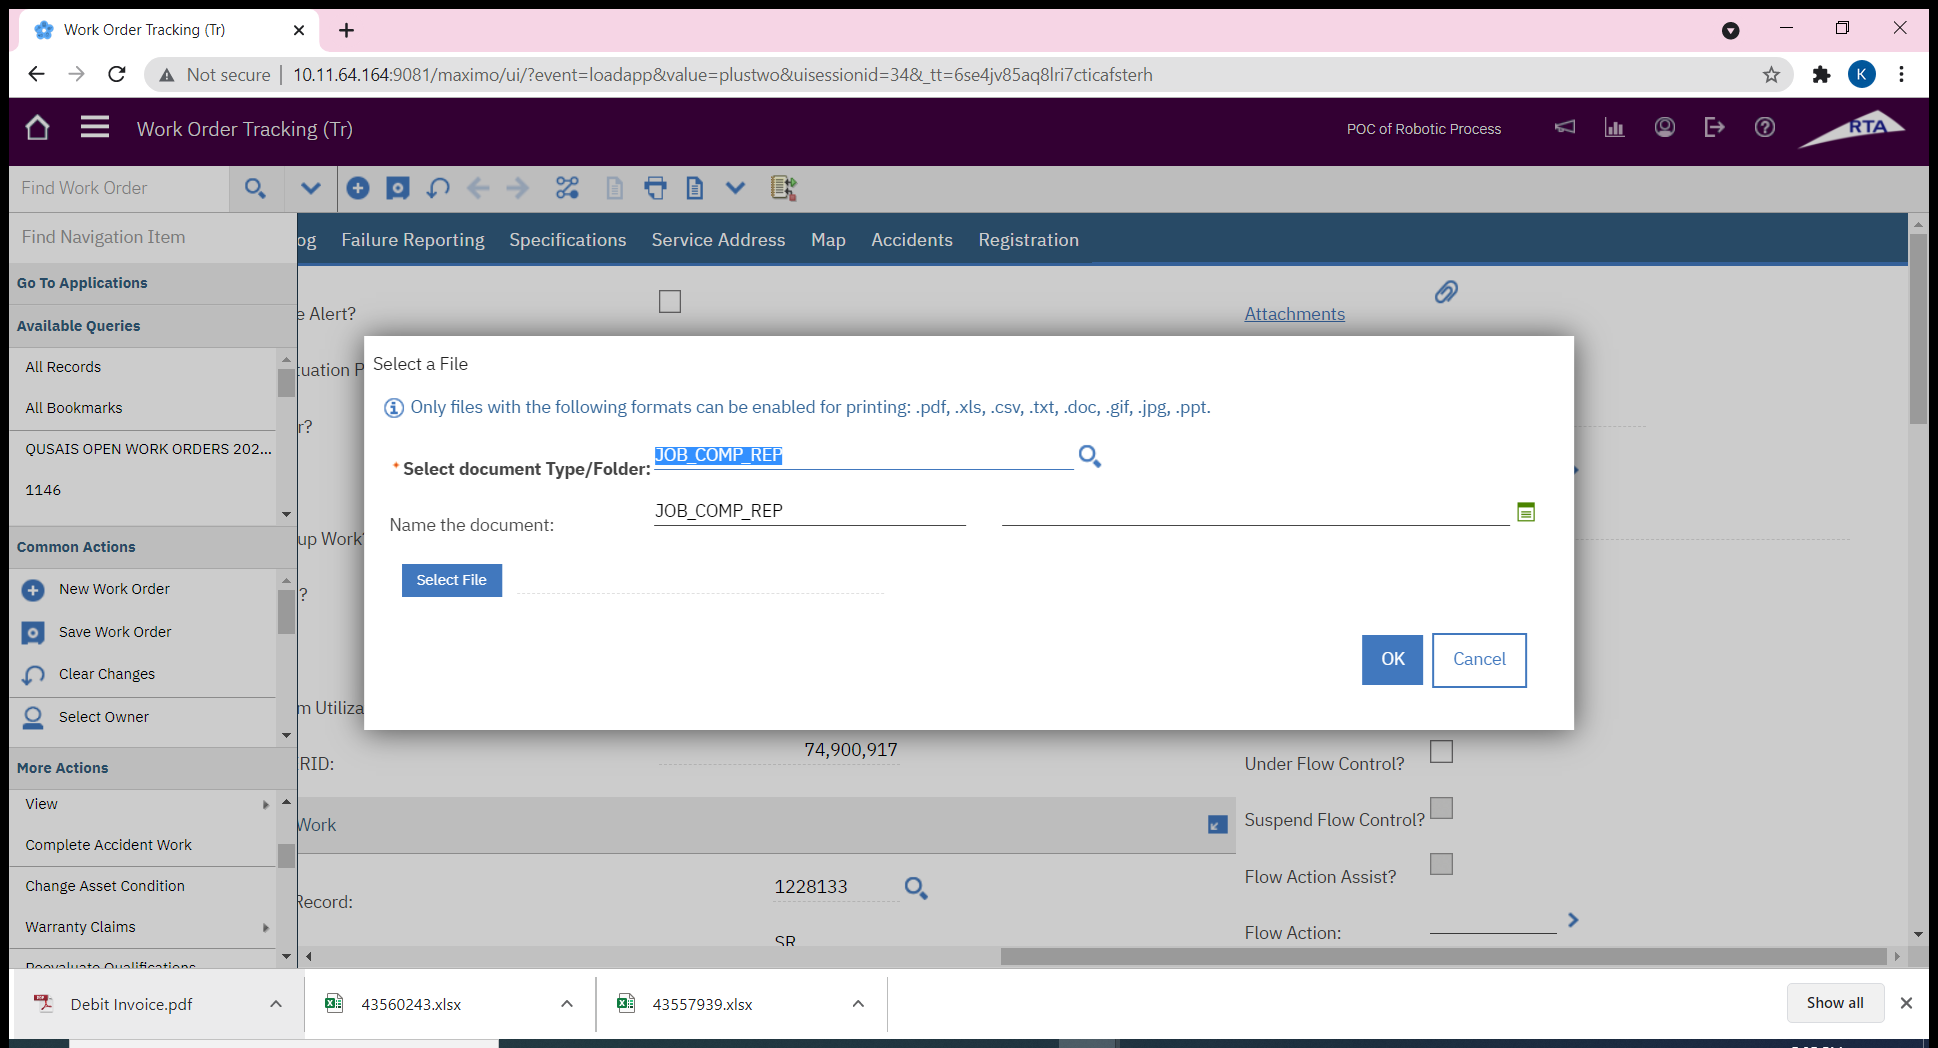 Work Order Tracking (Tr)
Not secure
10.11.64.164:9081/maximo/ui/?event=loadapp&value=plustwo&uisessionid=34&_tt=6se4jv85aq8lri7cticafsterh
K
Work Order Tracking (Tr)
POC of Robotic Process
RTA
Find Work Order
Find Navigation Item
og
Failure Reporting
Specifications
Service Address
Map
Accidents
Registration
Go To Applications
Available Queries
All Records
All Bookmarks
QUSAIS OPEN WORK ORDERS 202...
1146
Common Actions
New Work Order
Save Work Order
Clear Changes
Select Owner
More Actions
View
Complete Accident Work
Change Asset Condition
Warranty Claims
Reevaluate Qualifications
e Alert?
Attachments
tuation P
r?
up Work?
?
m Utiliza
Select a File
Only files with the following formats can be enabled for printing: .pdf, .xls, .csv, .txt, .doc, .gif, .jpg, .ppt.
* Select document Type/Folder:
JOB_COMP_REP
Name the document:
JOB_COMP_REP
Select File
OK
Cancel
RID:
74,900,917
Under Flow Control?
Work
Suspend Flow Control?
Flow Action Assist?
Record:
1228133
Flow Action:
SR
Debit Invoice.pdf
43560243.xlsx
43557939.xlsx
Show all